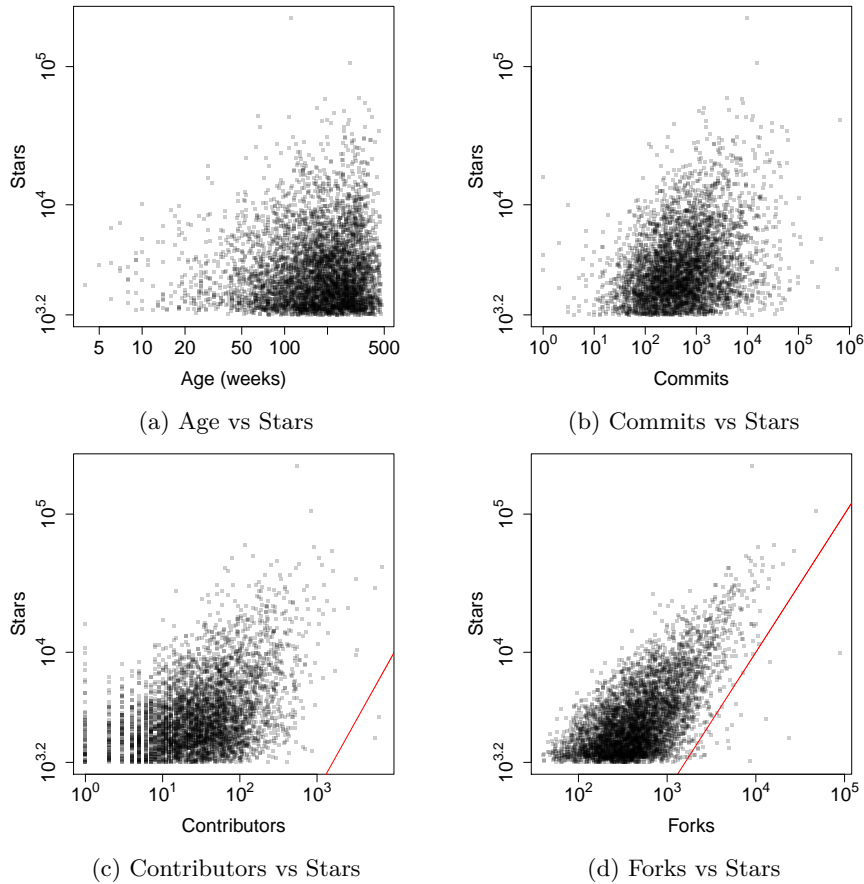 Stars
10^5
10^4
10^3.2
5 10 20 50 100 500
Age (weeks)
(a) Age vs Stars
Stars
10^5
10^4
10^3.2
10^0 10^1 10^2 10^3 10^4 10^5 10^6
Commits
(b) Commits vs Stars
Stars
10^5
10^4
10^3.2
10^0 10^1 10^2 10^3
Contributors
(c) Contributors vs Stars
Stars
10^5
10^4
10^3.2
10^2 10^3 10^4 10^5
Forks
(d) Forks vs Stars